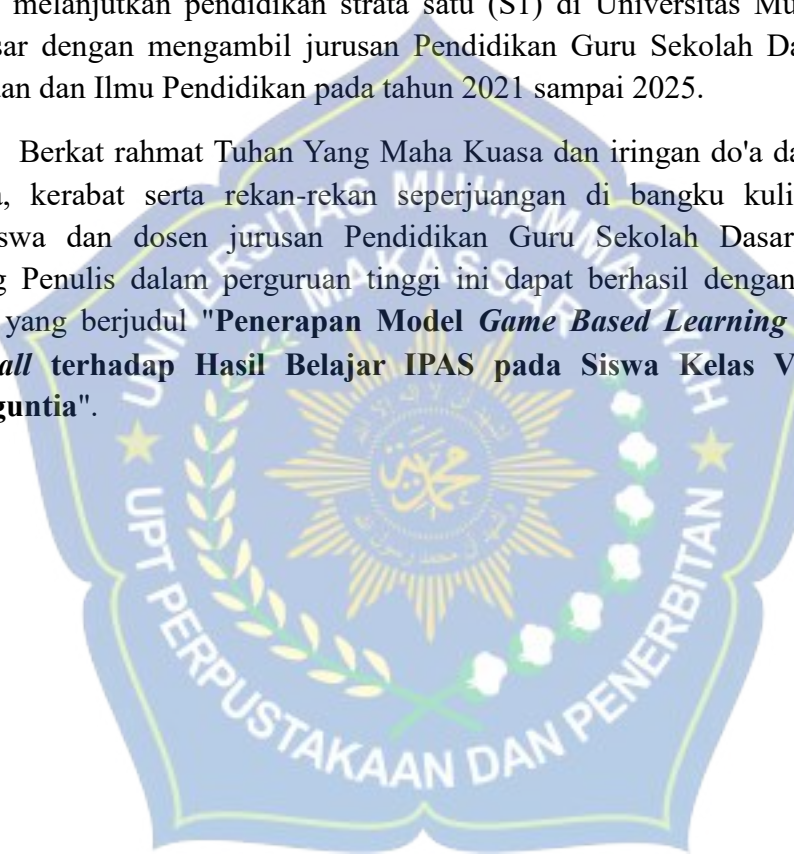 melanjutkan pendidikan strata satu (S1) di Universitas Mu
sar dengan mengambil jurusan Pendidikan Guru Sekolah Da
an dan Ilmu Pendidikan pada tahun 2021 sampai 2025.
Berkat rahmat Tuhan Yang Maha Kuasa dan iringan do'a da
, kerabat serta rekan-rekan seperjuangan di bangku kuli
swa dan dosen jurusan Pendidikan Guru Sekolah Dasar
g Penulis dalam perguruan tinggi ini dapat berhasil dengan
yang berjudul "Penerapan Model Game Based Learning
all terhadap Hasil Belajar IPAS pada Siswa Kelas V
guntia".
UNIVERSITAS MUHAMMADIYAH
MAKASSAR
UPT PERPUSTAKAAN DAN PENERBITAN